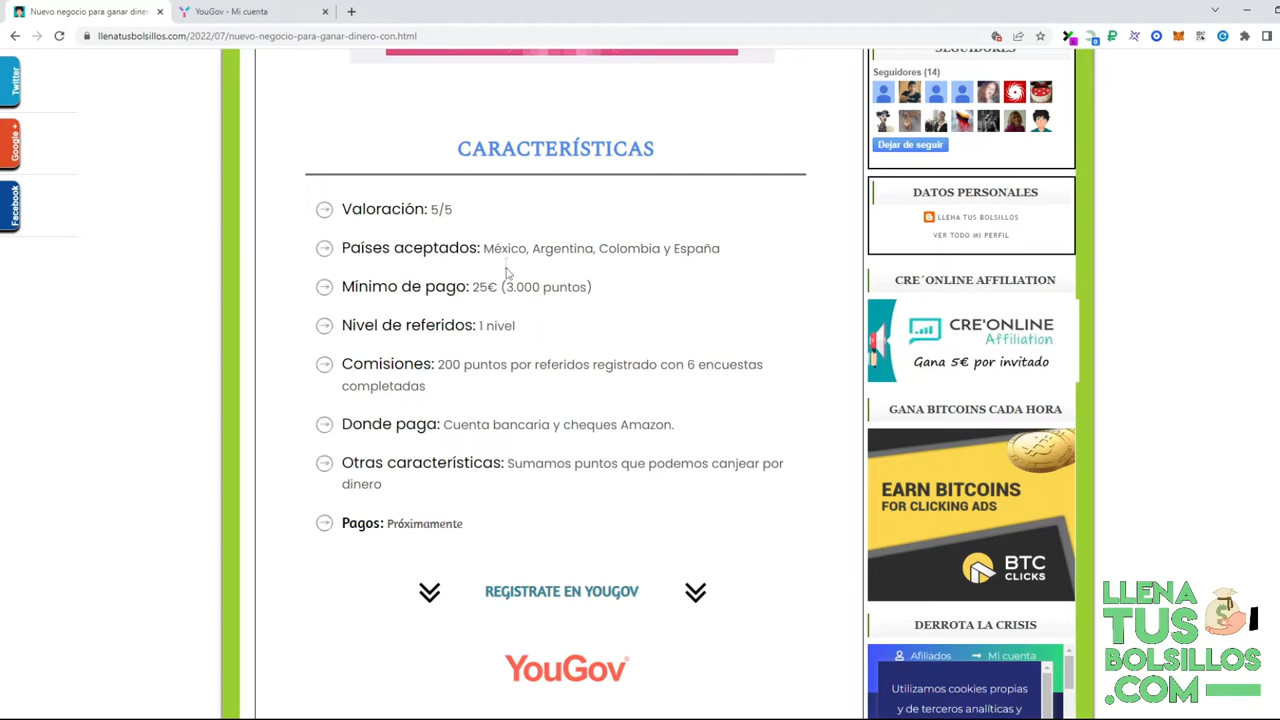 Nuevo negocio para ganar diner
YouGov - Mi cuenta
llenatusbolsillos.com/2022/07/nuevo-negocio-para-ganar-dinero-con.html
Twitter
Google +
Facebook
CARACTERÍSTICAS
Valoración: 5/5
Países aceptados: México, Argentina, Colombia y España
Mínimo de pago: 25€ (3.000 puntos)
Nivel de referidos: 1 nivel
Comisiones: 200 puntos por referidos registrado con 6 encuestas
completadas
Donde paga: Cuenta bancaria y cheques Amazon.
Otras características: Sumamos puntos que podemos canjear por
dinero
Pagos: Próximamente
REGISTRATE EN YOUGOV
YouGov®
SEGUIDORES
Seguidores (14)
Dejar de seguir
DATOS PERSONALES
LLENA TUS BOLSILLOS
VER TODO MI PERFIL
CRE´ONLINE AFFILIATION
CRE'ONLINE
Affiliation
Gana 5€ por invitado
GANA BITCOINS CADA HORA
EARN BITCOINS
FOR CLICKING ADS
BTC
CLICKS
DERROTA LA CRISIS
Afiliados
Mi cuenta
Utilizamos cookies propias
y de terceros analíticas y
LLENA
TUS
BOLSILLOS
.COM